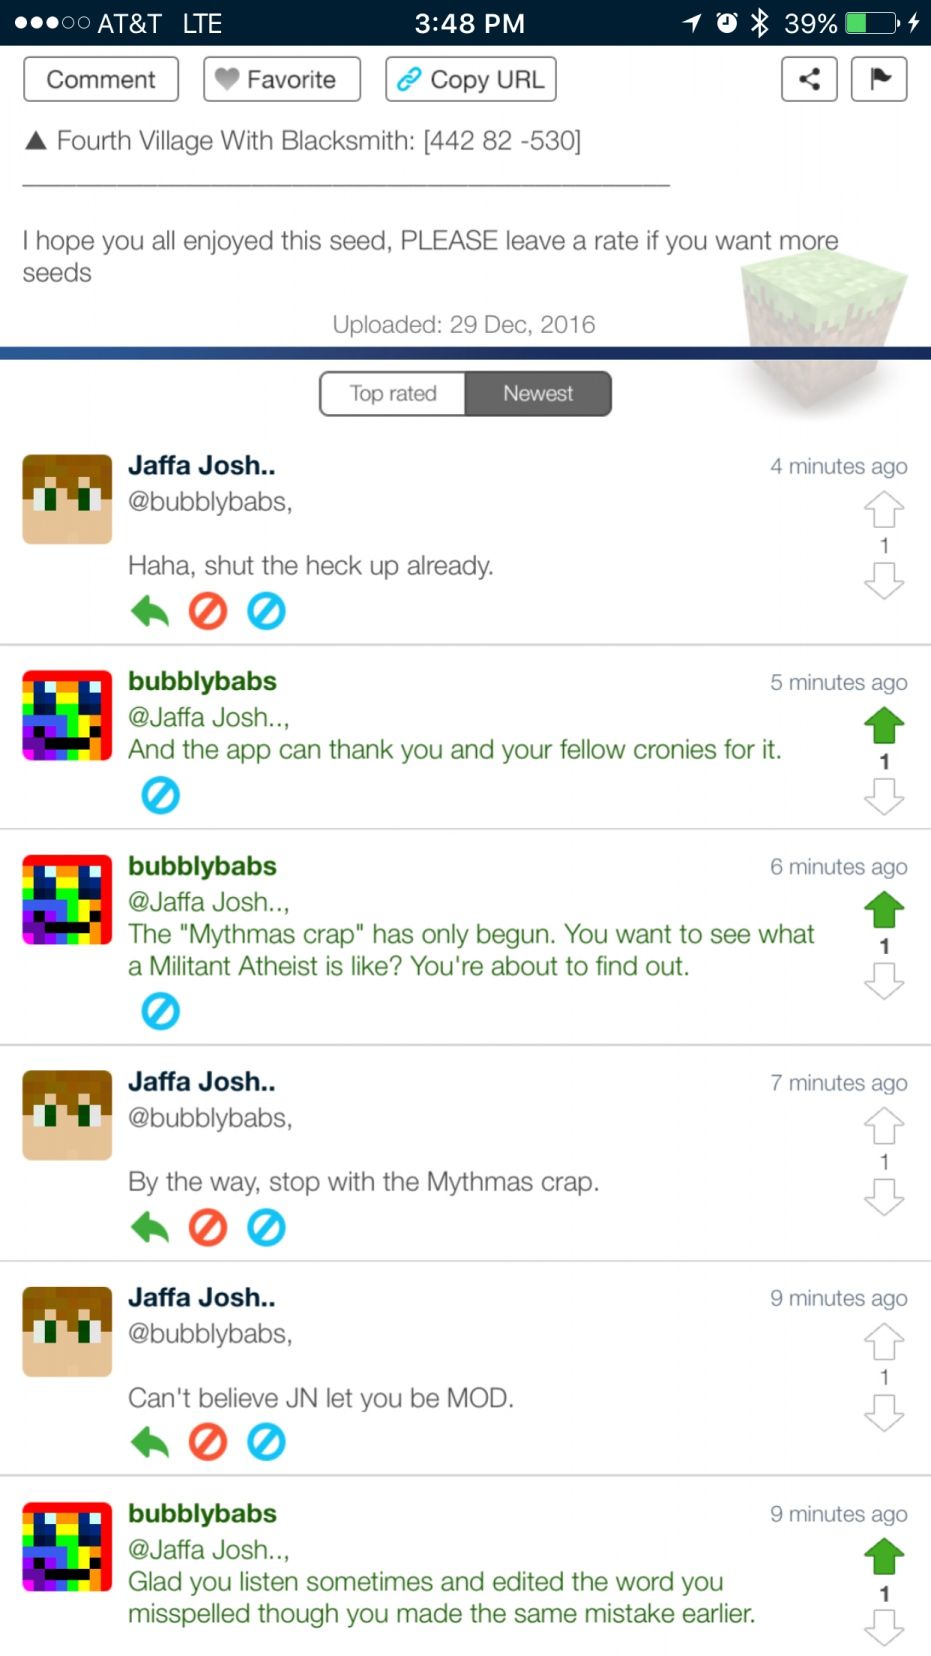 AT&T LTE 3:48 PM 39%
Comment Favorite Copy URL
▲ Fourth Village With Blacksmith: [442 82 -530]
I hope you all enjoyed this seed, PLEASE leave a rate if you want more
seeds
Uploaded: 29 Dec, 2016
Top rated Newest
Jaffa Josh.. 4 minutes ago
@bubblybabs,
1
Haha, shut the heck up already.
bubblybabs 5 minutes ago
@Jaffa Josh..,
And the app can thank you and your fellow cronies for it.
1
bubblybabs 6 minutes ago
@Jaffa Josh..,
The "Mythmas crap" has only begun. You want to see what
1
a Militant Atheist is like? You're about to find out.
Jaffa Josh.. 7 minutes ago
@bubblybabs,
1
By the way, stop with the Mythmas crap.
Jaffa Josh.. 9 minutes ago
@bubblybabs,
1
Can't believe JN let you be MOD.
bubblybabs 9 minutes ago
@Jaffa Josh..,
Glad you listen sometimes and edited the word you
1
misspelled though you made the same mistake earlier.